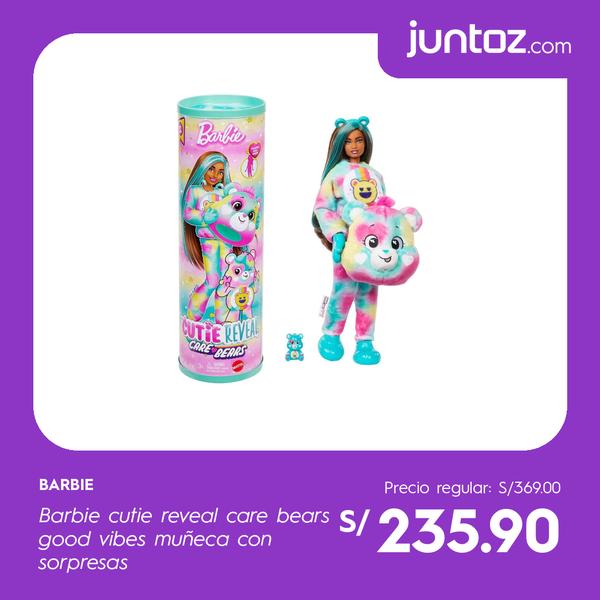 juntoz.com
Barbie
CUTIE REVEAL
CARE BEARS
BARBIE
Barbie cutie reveal care bears
good vibes muñeca con
sorpresas
Precio regular: S/369.00
S/ 235.90